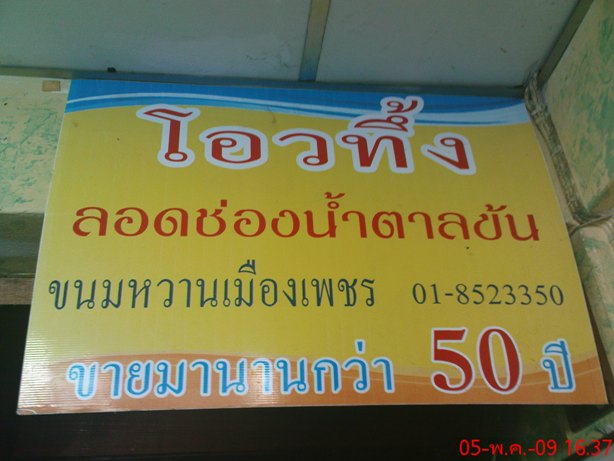 โอวทึ้ง
ลอดช่องน้ำตาลข้น
ขนมหวานเมืองเพชร 01-8523350
ขายมานานกว่า 50 ปี
05-พ.ค.-09 16.37